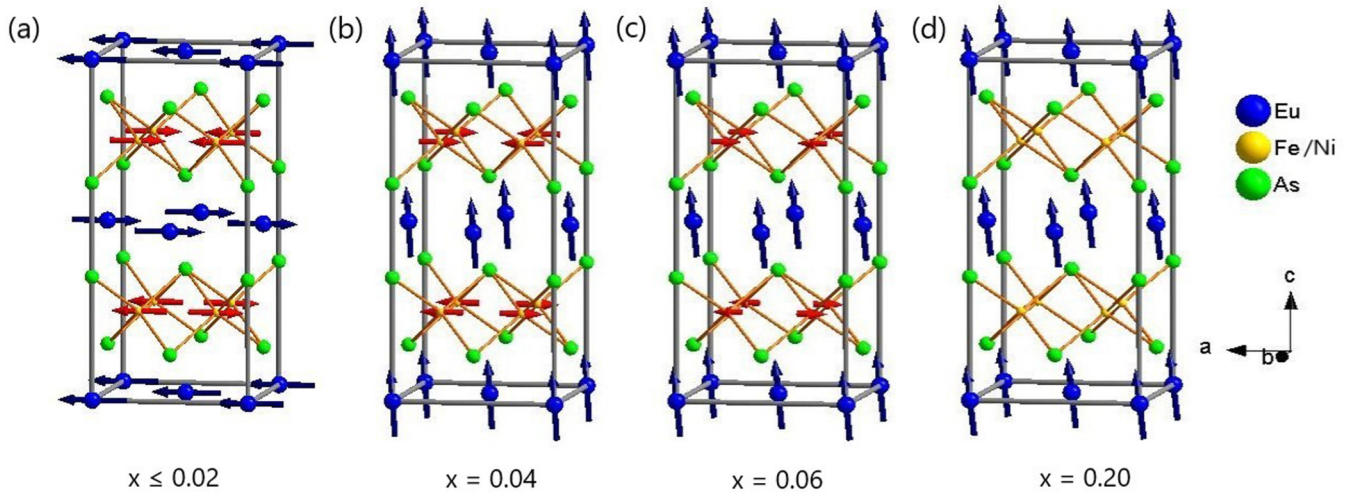 (a)
(b)
(c)
(d)
Eu
Fe/Ni
As
c
a
b
x ≤ 0.02
x = 0.04
x = 0.06
x = 0.20